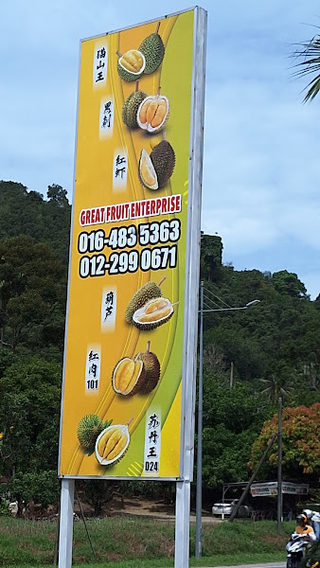 猫山王
黑刺
红虾
GREAT FRUIT ENTERPRISE
016-483 5363
012-299 0671
葫芦
红肉
101
苏丹王
D24